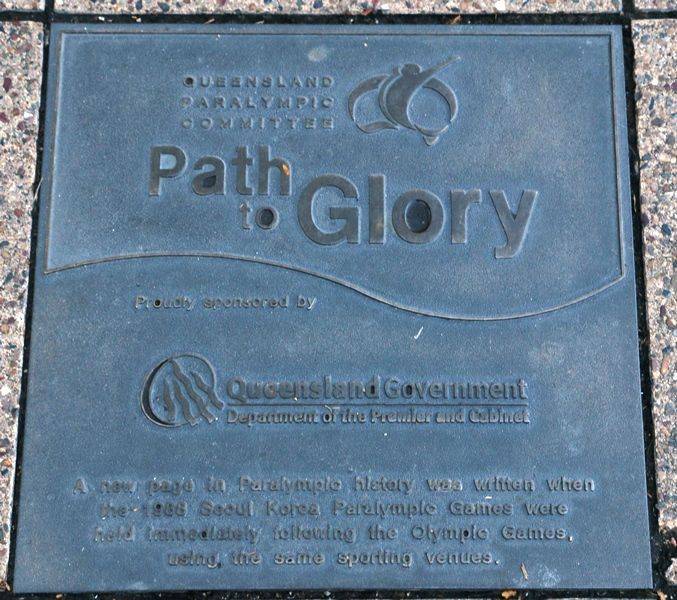 QUEENSLAND
PARALYMPIC
COMMITTEE
Path
to Glory
Proudly sponsored by
Queensland Government
Department of the Premier and Cabinet
A new page in Paralympic history was written when
the 1988 Seoul Korea Paralympic Games were
held immediately following the Olympic Games,
using the same sporting venues.